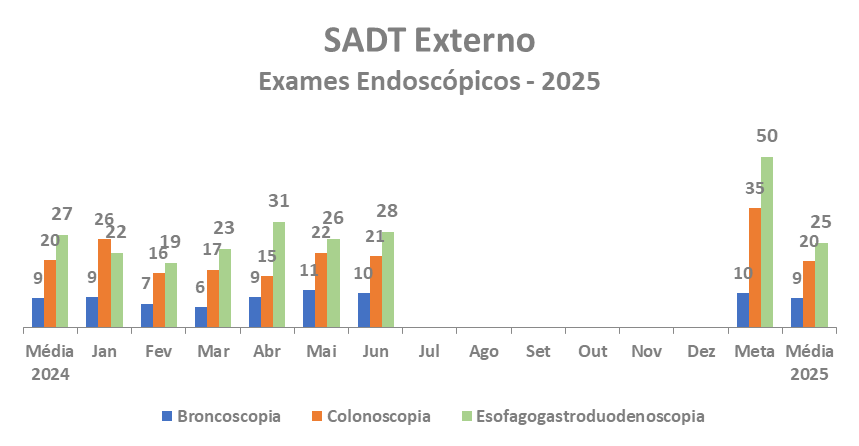 SADT Externo
Exames Endoscópicos - 2025
9 20 27
9 26 22
7 16 19
6 17 23
9 15 31
11 22 26
10 21 28
10 35 50
9 20 25
Média 2024 Jan Fev Mar Abr Mai Jun Jul Ago Set Out Nov Dez Meta Média 2025
Broncoscopia Colonoscopia Esofagogastroduodenoscopia